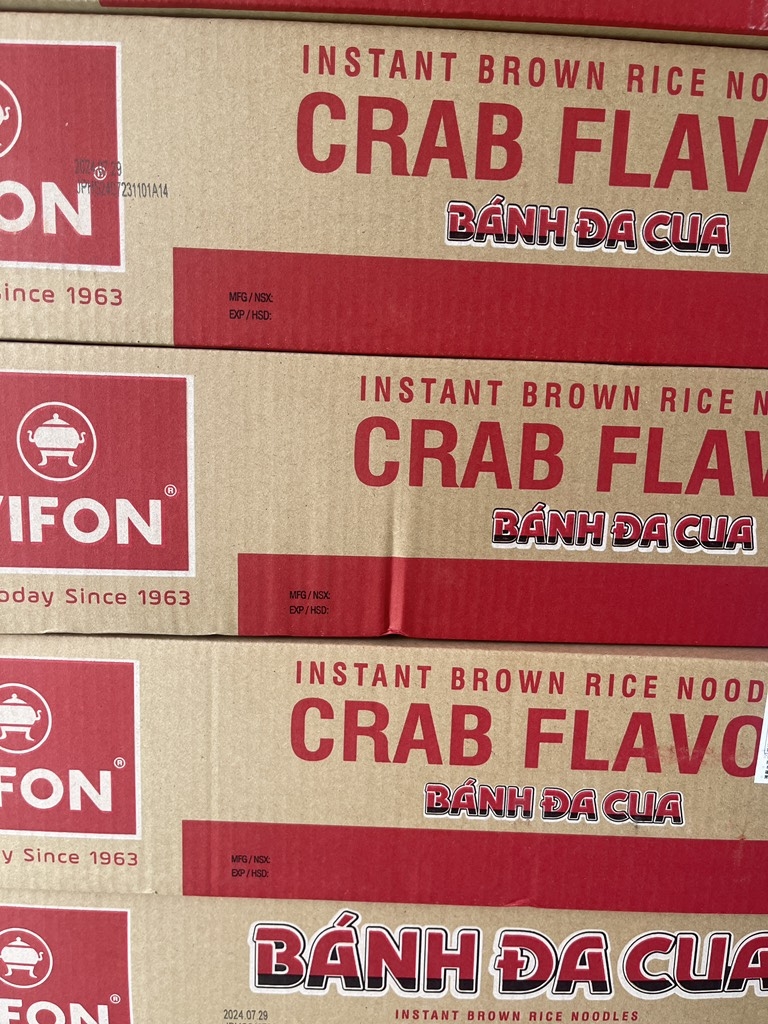 INSTANT BROWN RICE NO
CRAB FLAV
BÁNH ĐA CUA
ON®
Since 1963
MFG / NSX:
EXP / HSD:
INSTANT BROWN RICE N
CRAB FLAV
BÁNH ĐA CUA
VIFON®
oday Since 1963
MFG / NSX:
EXP / HSD:
INSTANT BROWN RICE NOOD
CRAB FLAVO
BÁNH ĐA CUA
FON®
y Since 1963
MFG / NSX:
EXP / HSD:
BÁNH ĐA CUA
INSTANT BROWN RICE NOODLES
FON®
2024.07.29